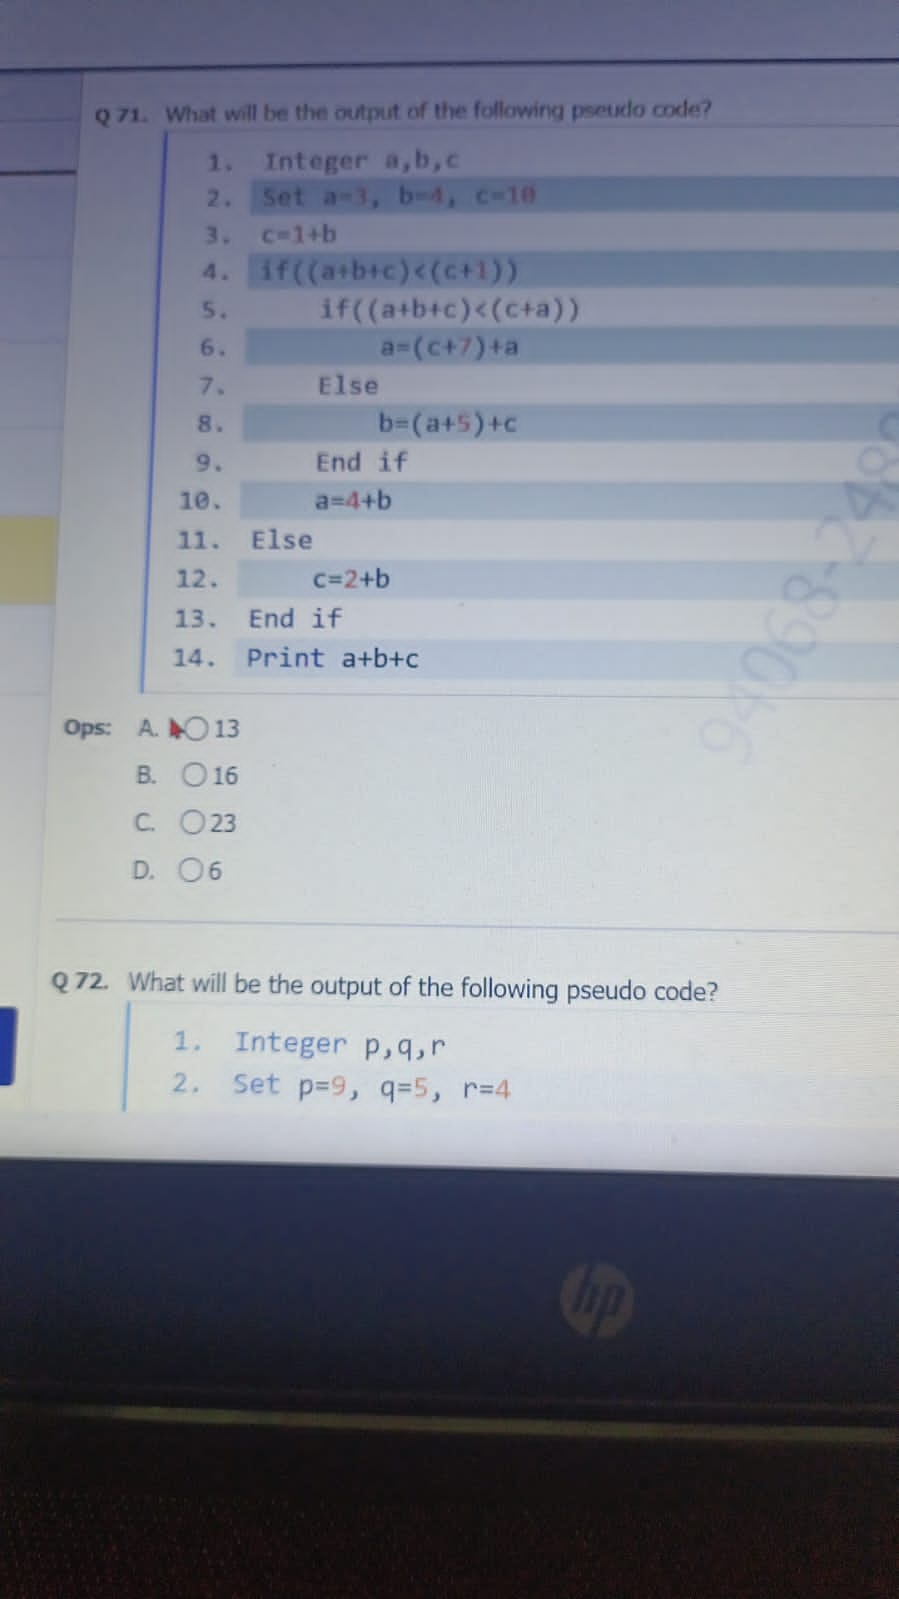 Q 71. What will be the output of the following pseudo code?
1. Integer a,b,c
2. Set a=3, b=4, c=10
3. c=1+b
4. if((a+b+c)<(c+1))
5. if((a+b+c)<(c+a))
6. a=(c+7)+a
7. Else
8. b=(a+5)+c
9. End if
10. a=4+b
11. Else
12. c=2+b
13. End if
14. Print a+b+c
Ops: A. 13
B. 16
C. 23
D. 6
Q 72. What will be the output of the following pseudo code?
1. Integer p,q,r
2. Set p=9, q=5, r=4
hp